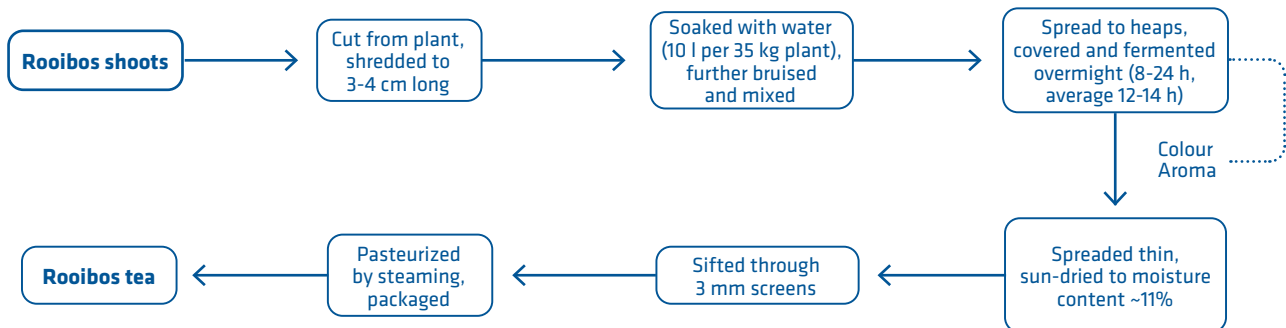 Rooibos shoots
Cut from plant,
shredded to
3-4 cm long
Soaked with water
(10 l per 35 kg plant),
further bruised
and mixed
Spread to heaps,
covered and fermented
overmight (8-24 h,
average 12-14 h)
Colour
Aroma
Spreaded thin,
sun-dried to moisture
content ~11%
Sifted through
3 mm screens
Pasteurized
by steaming,
packaged
Rooibos tea